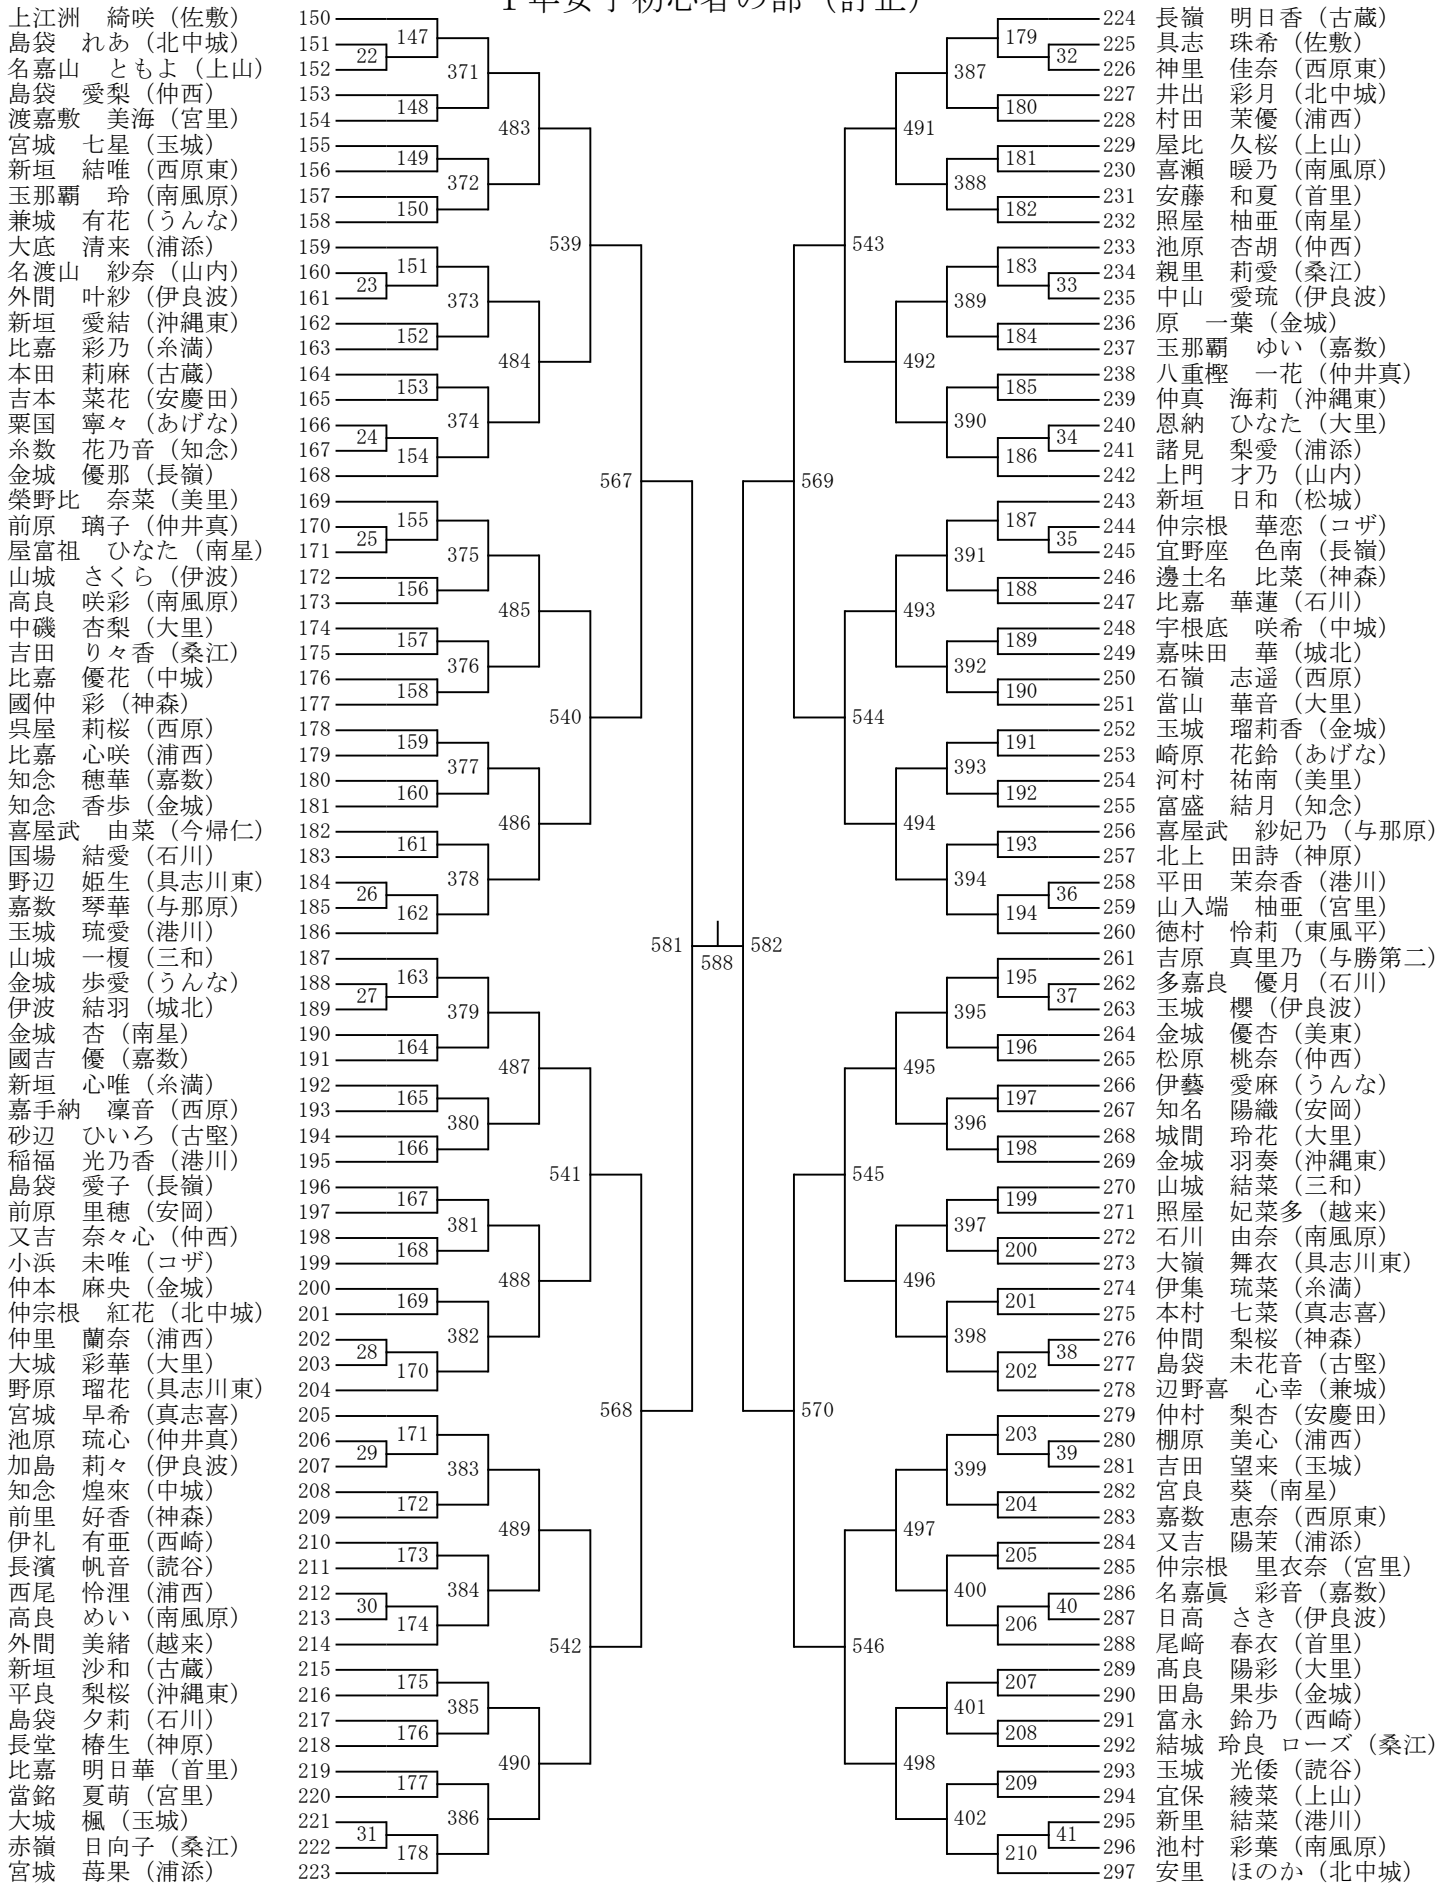 1年女子初心者の部（訂正）
上江洲　綺咲（佐敷） 150
島袋　れあ（北中城） 151
名嘉山　ともよ（上山） 152
島袋　愛梨（仲西） 153
渡嘉敷　美海（宮里） 154
宮城　七星（玉城） 155
新垣　結唯（西原東） 156
玉那覇　玲（南風原） 157
兼城　有花（うんな） 158
大底　清来（浦添） 159
名渡山　紗奈（山内） 160
外間　叶紗（伊良波） 161
新垣　愛結（沖縄東） 162
比嘉　彩乃（糸満） 163
本田　莉麻（古蔵） 164
吉本　菜花（安慶田） 165
粟国　寧々（あげな） 166
糸数　花乃音（知念） 167
金城　優那（長嶺） 168
榮野比　奈菜（美里） 169
前原　璃子（仲井真） 170
屋富祖　ひなた（南星） 171
山城　さくら（伊波） 172
高良　咲彩（南風原） 173
中磯　杏梨（大里） 174
吉田　り々香（桑江） 175
比嘉　優花（中城） 176
國仲　彩（神森） 177
呉屋　莉桜（西原） 178
比嘉　心咲（浦西） 179
知念　穂華（嘉数） 180
知念　香歩（金城） 181
喜屋武　由菜（今帰仁） 182
国場　結愛（石川） 183
野辺　姫生（具志川東） 184
嘉数　琴華（与那原） 185
玉城　琉愛（港川） 186
山城　一榎（三和） 187
金城　歩愛（うんな） 188
伊波　結羽（城北） 189
金城　杏（南星） 190
國吉　優（嘉数） 191
新垣　心唯（糸満） 192
嘉手納　凜音（西原） 193
砂辺　ひいろ（古堅） 194
稲福　光乃香（港川） 195
島袋　愛子（長嶺） 196
前原　里穂（安岡） 197
又吉　奈々心（仲西） 198
小浜　未唯（コザ） 199
仲本　麻央（金城） 200
仲宗根　紅花（北中城） 201
仲里　蘭奈（浦西） 202
大城　彩華（大里） 203
野原　瑠花（具志川東） 204
宮城　早希（真志喜） 205
池原　琉心（仲井真） 206
加島　莉々（伊良波） 207
知念　煌來（中城） 208
前里　好香（神森） 209
伊礼　有亜（西崎） 210
長濱　帆音（読谷） 211
西尾　怜浬（浦西） 212
高良　めい（南風原） 213
外間　美緒（越来） 214
新垣　沙和（古蔵） 215
平良　梨桜（沖縄東） 216
島袋　夕莉（石川） 217
長堂　椿生（神原） 218
比嘉　明日華（首里） 219
當銘　夏萌（宮里） 220
大城　楓（玉城） 221
赤嶺　日向子（桑江） 222
宮城　苺果（浦添） 223
22
23
24
25
26
27
28
29
30
31
147
148
149
150
151
152
153
154
155
156
157
158
159
160
161
162
163
164
165
166
167
168
169
170
171
172
173
174
175
176
177
178
371
372
373
374
375
376
377
378
379
380
381
382
383
384
385
386
483
484
485
486
487
488
489
490
539
540
541
542
567
568
581
588
582
569
570
543
544
545
546
491
492
493
494
495
496
497
498
387
388
389
390
391
392
393
394
395
396
397
398
399
400
401
402
179
180
181
182
183
184
185
186
187
188
189
190
191
192
193
194
195
196
197
198
199
200
201
202
203
204
205
206
207
208
209
210
32
33
34
35
36
37
38
39
40
41
224 長嶺　明日香（古蔵）
225 具志　珠希（佐敷）
226 神里　佳奈（西原東）
227 井出　彩月（北中城）
228 村田　茉優（浦西）
229 屋比　久桜（上山）
230 喜瀬　暖乃（南風原）
231 安藤　和夏（首里）
232 照屋　柚亜（南星）
233 池原　杏胡（仲西）
234 親里　莉愛（桑江）
235 中山　愛琉（伊良波）
236 原　一葉（金城）
237 玉那覇　ゆい（嘉数）
238 八重樫　一花（仲井真）
239 仲真　海莉（沖縄東）
240 恩納　ひなた（大里）
241 諸見　梨愛（浦添）
242 上門　才乃（山内）
243 新垣　日和（松城）
244 仲宗根　華恋（コザ）
245 宜野座　色南（長嶺）
246 邊土名　比菜（神森）
247 比嘉　華蓮（石川）
248 宇根底　咲希（中城）
249 嘉味田　華（城北）
250 石嶺　志遥（西原）
251 當山　華音（大里）
252 玉城　瑠莉香（金城）
253 崎原　花鈴（あげな）
254 河村　祐南（美里）
255 富盛　結月（知念）
256 喜屋武　紗妃乃（与那原）
257 北上　田詩（神原）
258 平田　茉奈香（港川）
259 山入端　柚亜（宮里）
260 徳村　怜莉（東風平）
261 吉原　真里乃（与勝第二）
262 多嘉良　優月（石川）
263 玉城　櫻（伊良波）
264 金城　優杏（美東）
265 松原　桃奈（仲西）
266 伊藝　愛麻（うんな）
267 知名　陽織（安岡）
268 城間　玲花（大里）
269 金城　羽奏（沖縄東）
270 山城　結菜（三和）
271 照屋　妃菜多（越来）
272 石川　由奈（南風原）
273 大嶺　舞衣（具志川東）
274 伊集　琉菜（糸満）
275 本村　七菜（真志喜）
276 仲間　梨桜（神森）
277 島袋　未花音（古堅）
278 辺野喜　心幸（兼城）
279 仲村　梨杏（安慶田）
280 棚原　美心（浦西）
281 吉田　望来（玉城）
282 宮良　葵（南星）
283 嘉数　恵奈（西原東）
284 又吉　陽茉（浦添）
285 仲宗根　里衣奈（宮里）
286 名嘉眞　彩音（嘉数）
287 日高　さき（伊良波）
288 尾﨑　春衣（首里）
289 髙良　陽彩（大里）
290 田島　果歩（金城）
291 富永　鈴乃（西崎）
292 結城 玲良 ローズ（桑江）
293 玉城　光倭（読谷）
294 宜保　綾菜（上山）
295 新里　結菜（港川）
296 池村　彩葉（南風原）
297 安里　ほのか（北中城）